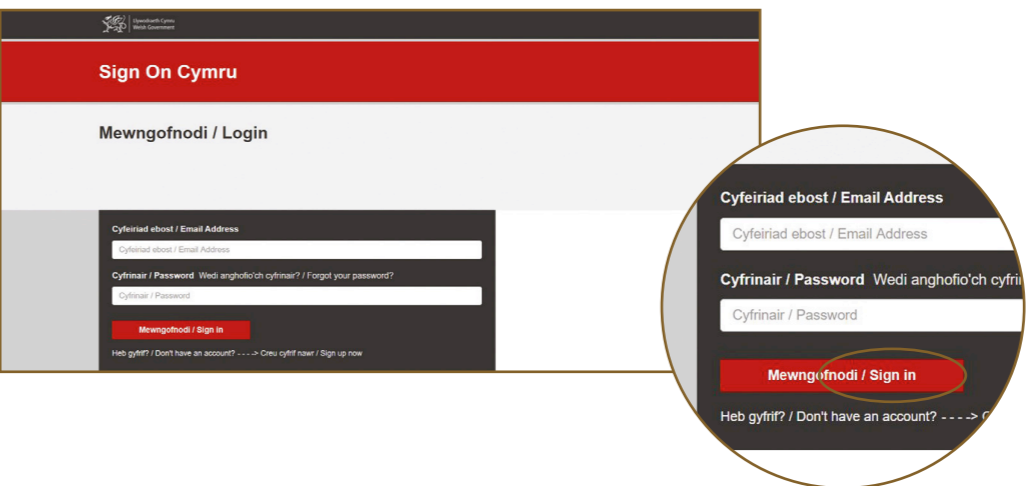 Llywodraeth Cymru
Welsh Government
Sign On Cymru
Mewngofnodi / Login
Cyfeiriad ebost / Email Address
Cyfeiriad ebost / Email Address
Cyfrinair / Password Wedi anghofio'ch cyfrinair? / Forgot your password?
Cyfrinair / Password
Mewngofnodi / Sign in
Heb gyfrif? / Don't have an account? - - - -> Creu cyfrif nawr / Sign up now
Cyfeiriad ebost / Email Address
Cyfeiriad ebost / Email Address
Cyfrinair / Password Wedi anghofio'ch cyfri
Cyfrinair / Password
Mewngofnodi / Sign in
Heb gyfrif? / Don't have an account? - - - -> C